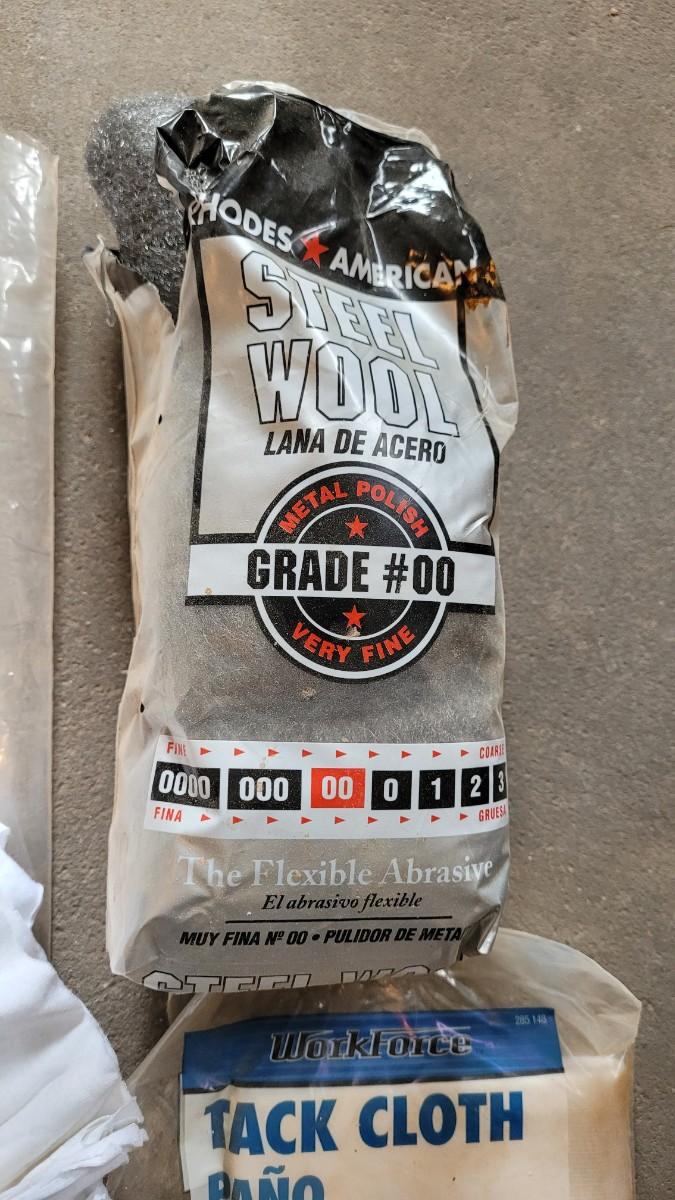 RHODES ★ AMERICAN
STEEL
WOOL
LANA DE ACERO
METAL POLISH
GRADE #00
VERY FINE
FINE COARSE
0000 000 00 0 1 2 3
FINA GRUESA
The Flexible Abrasive
El abrasivo flexible
MUY FINA Nº 00 • PULIDOR DE METAL
STEEL WOOL
WORKFORCE
TACK CLOTH
PAÑO